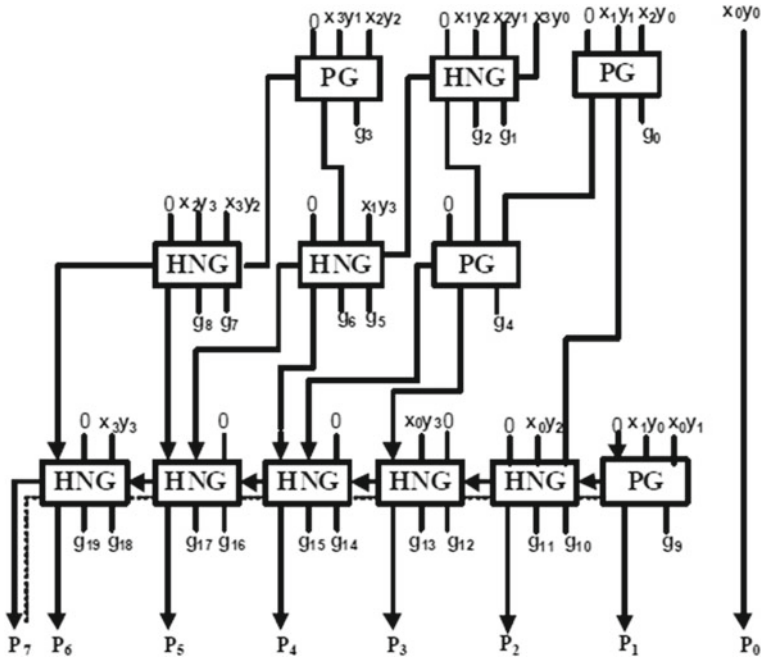 0 x₃y₁ x₂y₂ 0 x₁y₂ x₂y₁ x₃y₀ 0 x₁y₁ x₂y₀ x₀y₀
PG HNG PG
g₃ g₂ g₁ g₀
0 x₂y₃ x₃y₂ 0 x₁y₃ 0
HNG HNG PG
g₈ g₇ g₆ g₅ g₄
0 x₃y₃ 0 0 x₀y₃ 0 0 x₀y₂ 0 x₁y₀ x₀y₁
HNG HNG HNG HNG HNG PG
g₁₉ g₁₈ g₁₇ g₁₆ g₁₅ g₁₄ g₁₃ g₁₂ g₁₁ g₁₀ g₉
P₇ P₆ P₅ P₄ P₃ P₂ P₁ P₀